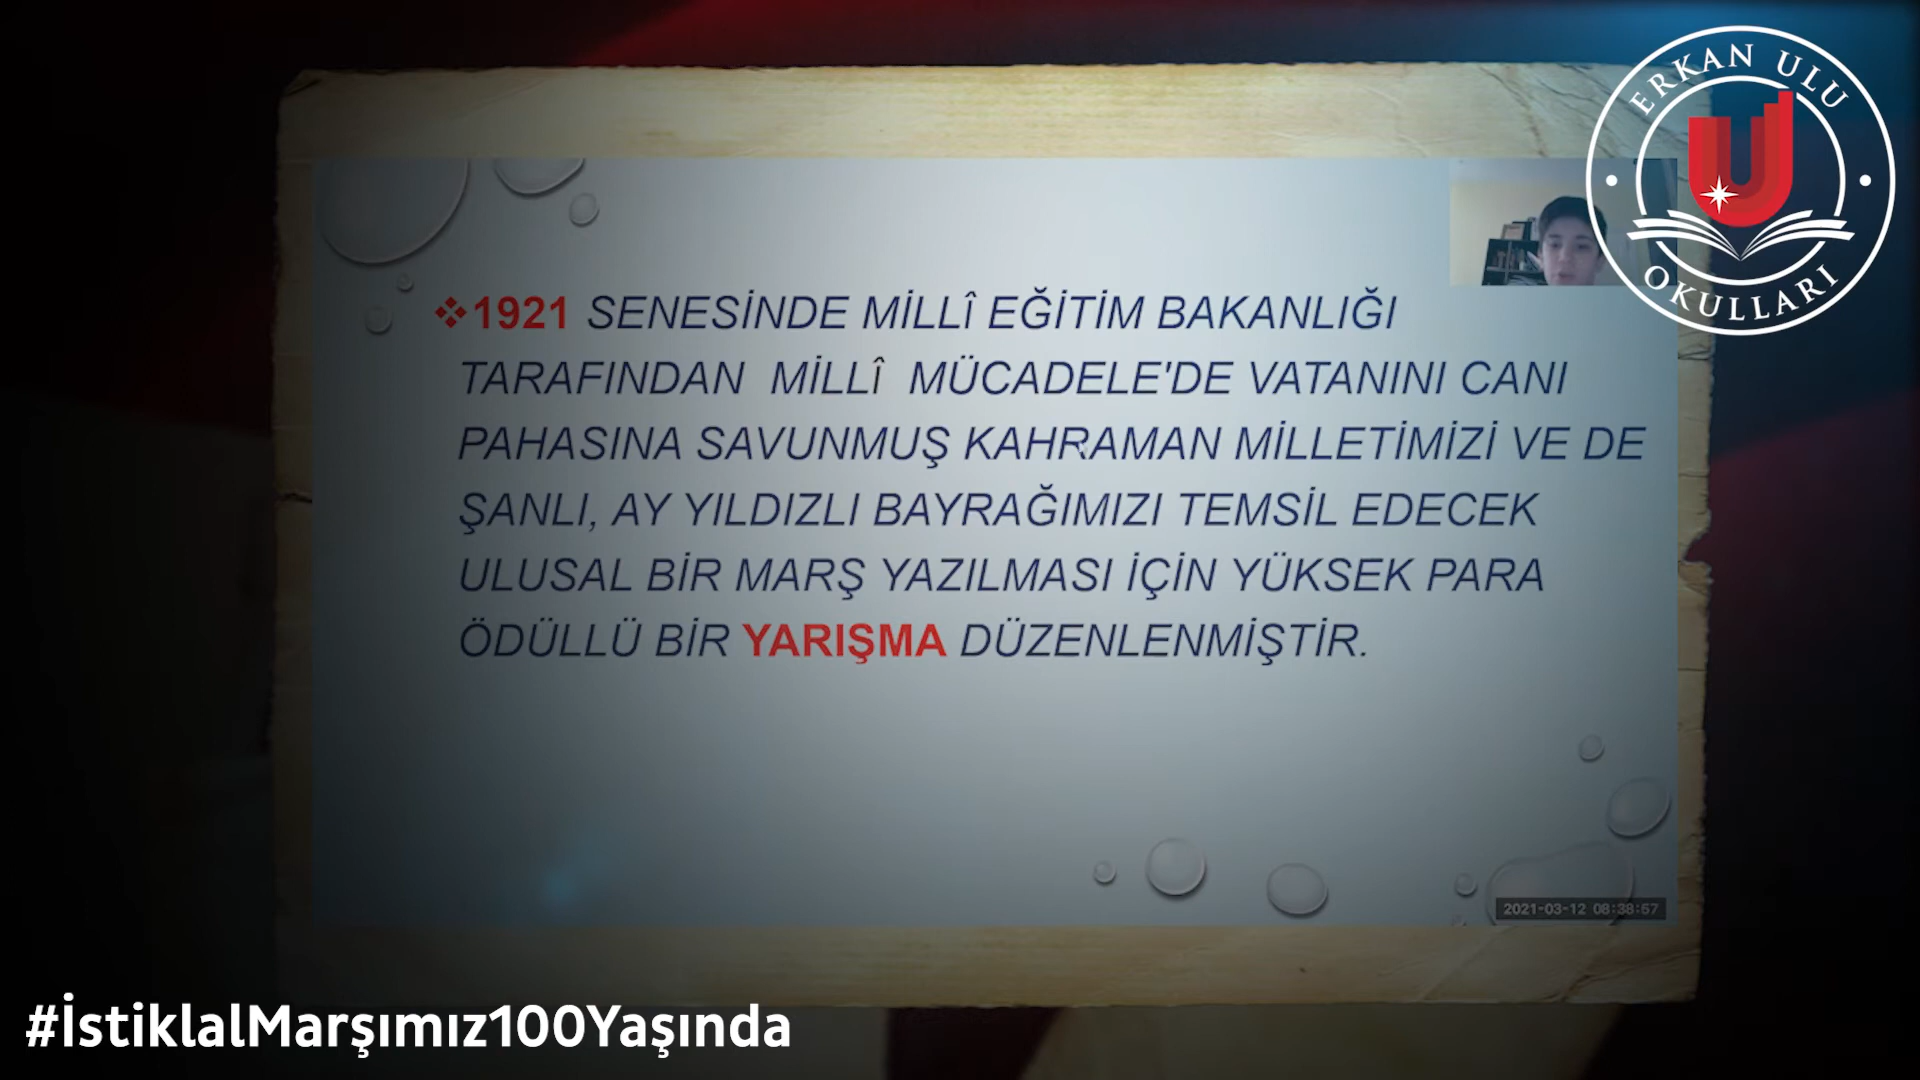 ERKAN ULU
OKULLARI
❖1921 SENESİNDE MİLLÎ EĞİTİM BAKANLIĞI
TARAFINDAN MİLLÎ MÜCADELE'DE VATANINI CANI
PAHASINA SAVUNMUŞ KAHRAMAN MİLLETİMİZİ VE DE
ŞANLI, AY YILDIZLI BAYRAĞIMIZI TEMSİL EDECEK
ULUSAL BİR MARŞ YAZILMASI İÇİN YÜKSEK PARA
ÖDÜLLÜ BİR YARIŞMA DÜZENLENMİŞTİR.
2021-03-12 08:38:57
#İstiklalMarşımız100Yaşında